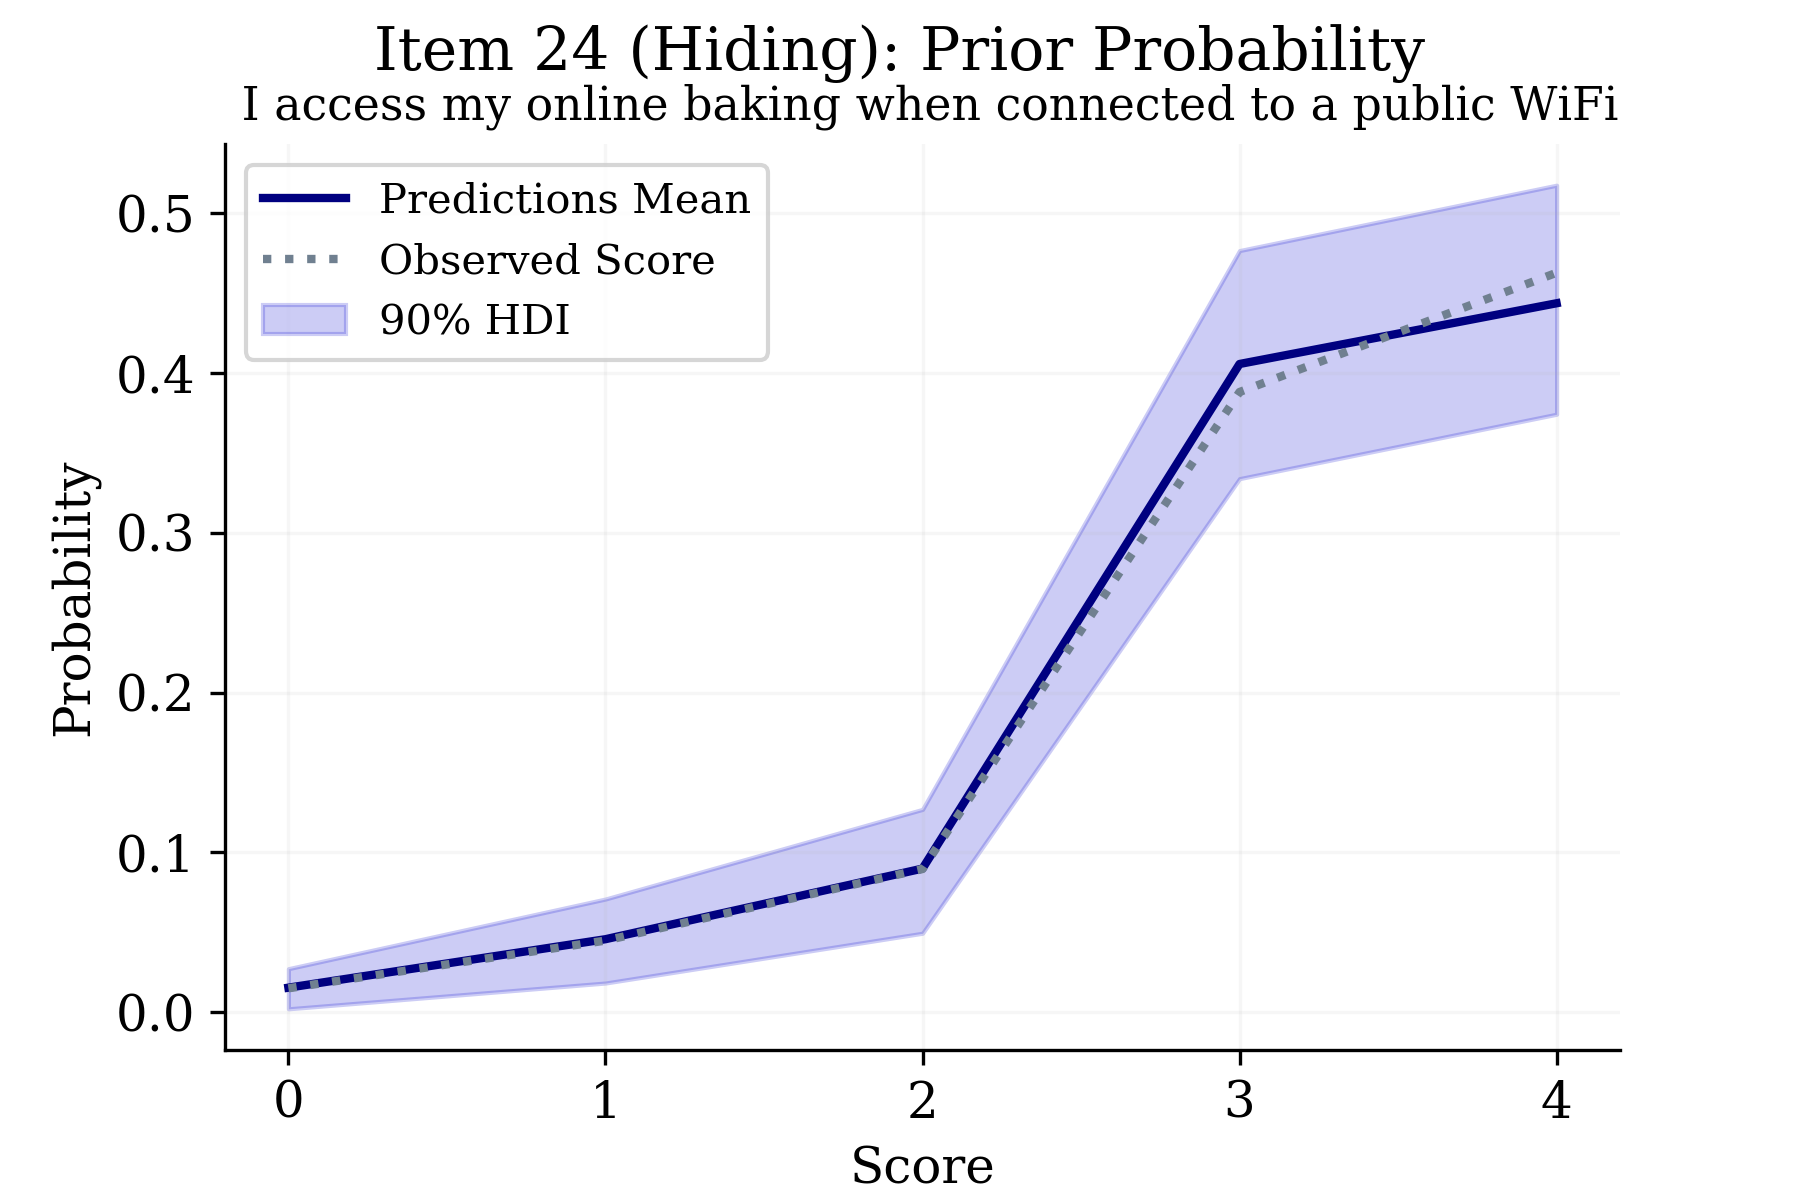 Item 24 (Hiding): Prior Probability
I access my online baking when connected to a public WiFi
Predictions Mean
Observed Score
90% HDI
0.5
0.4
0.3
0.2
0.1
0.0
Probability
0 1 2 3 4
Score